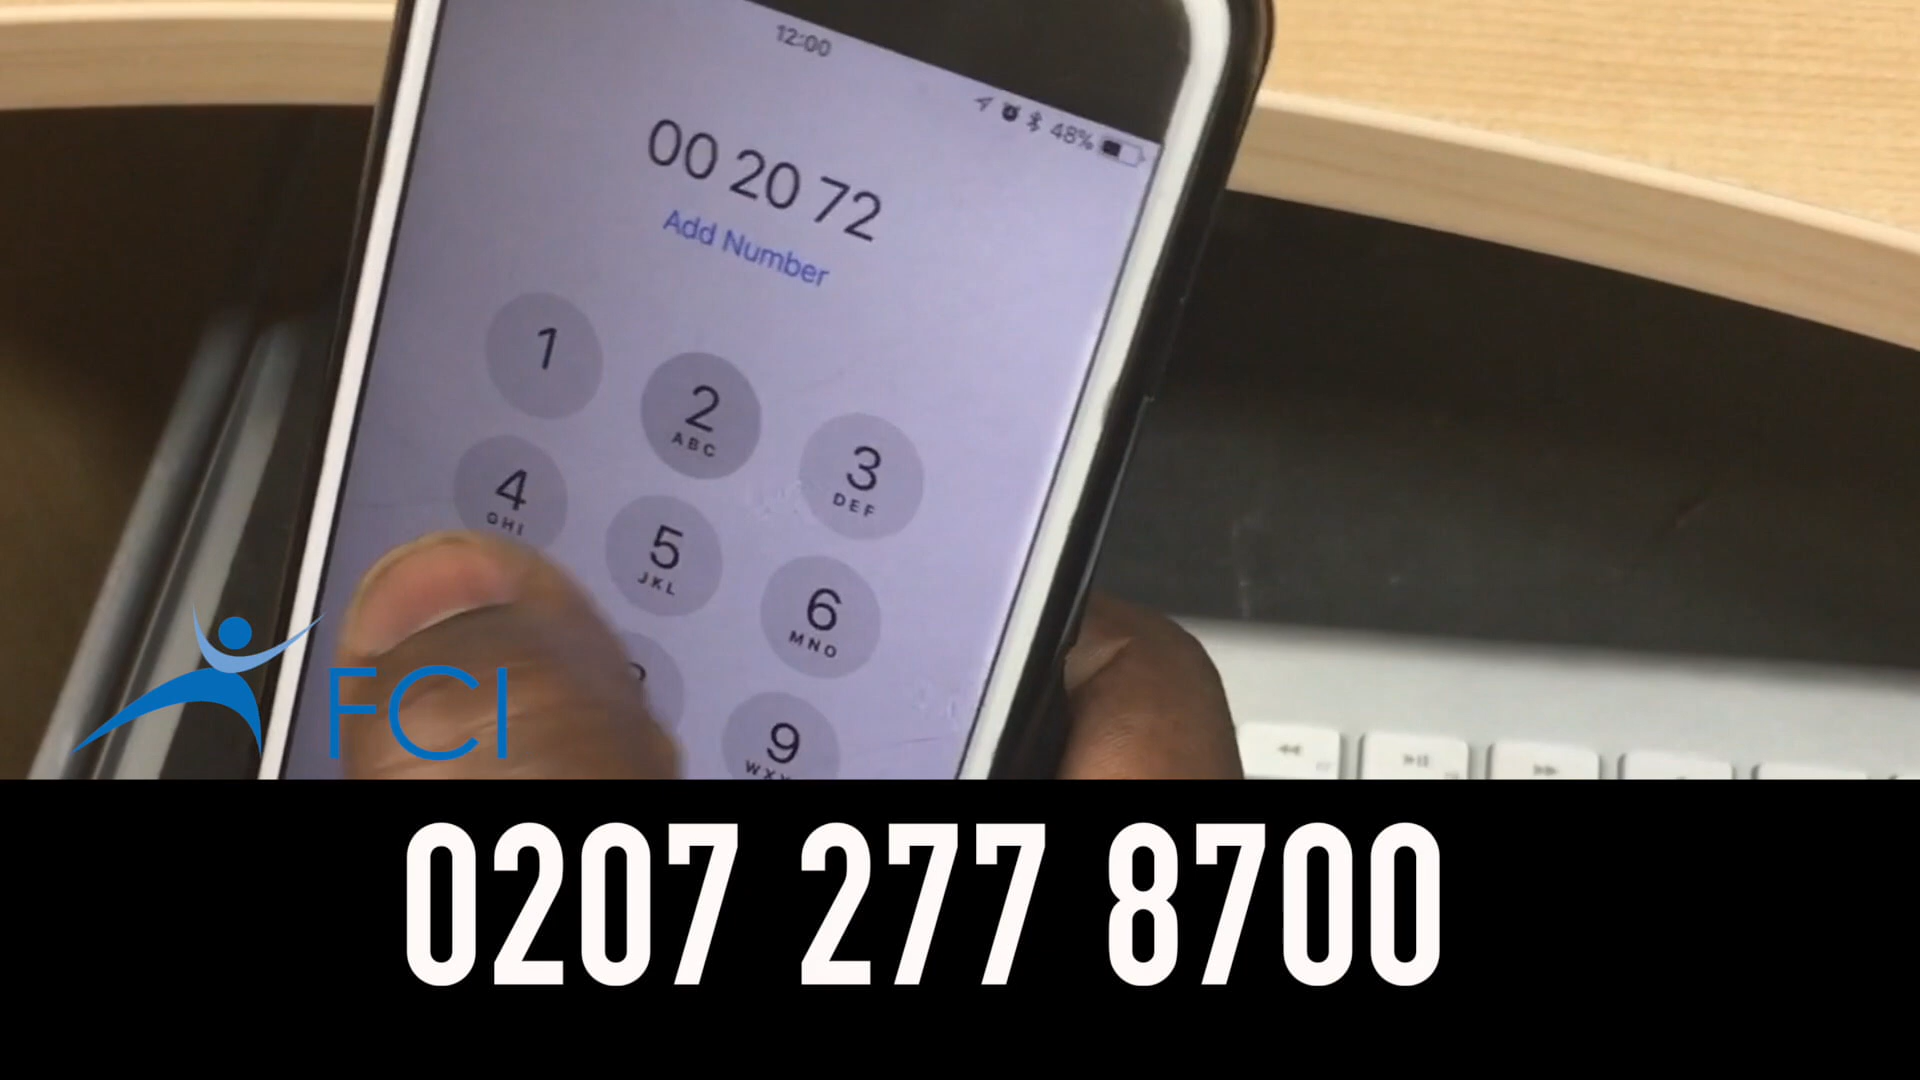 12:00
48%
00 20 72
Add Number
1
2
ABC
3
DEF
4
GHI
5
JKL
6
MNO
9
FCI
0207 277 8700